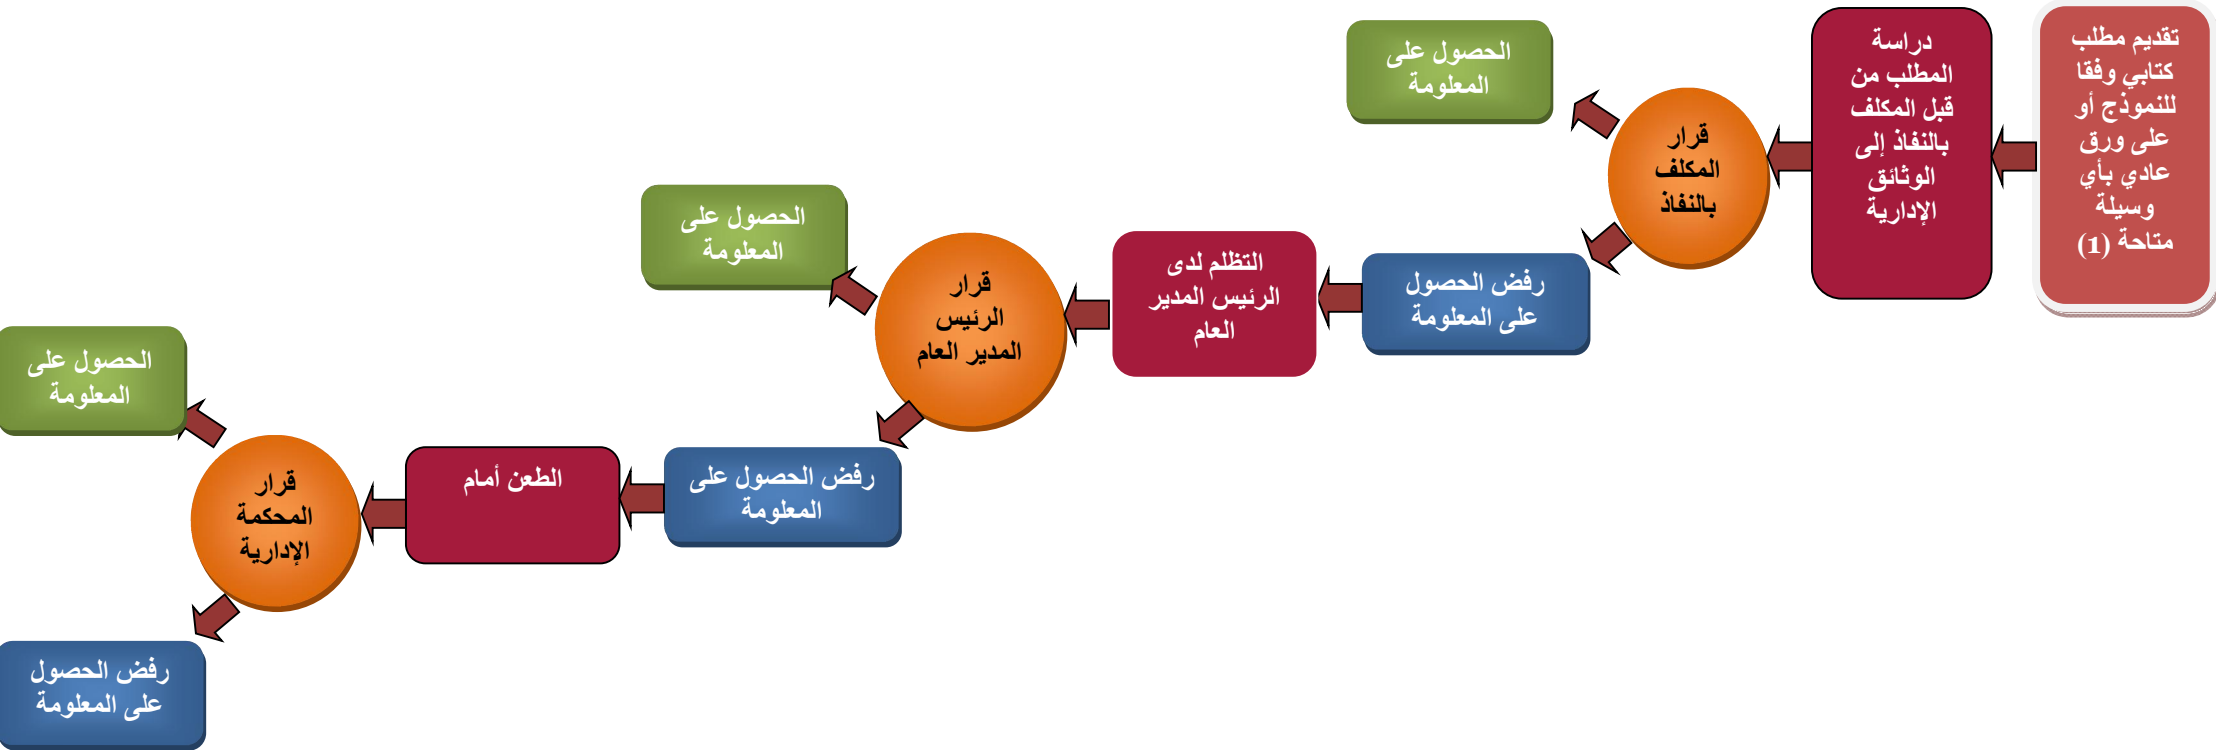 تقديم مطلب
كتابي وفقا
للنموذج أو
على ورق
عادي بأي
وسيلة
متاحة (1)
دراسة
المطلب من
قبل المكلف
بالنفاذ إلى
الوثائق
الإدارية
قرار
المكلف
بالنفاذ
الحصول على
المعلومة
رفض الحصول
على المعلومة
التظلم لدى
الرئيس المدير
العام
قرار
الرئيس
المدير العام
الحصول على
المعلومة
رفض الحصول على
المعلومة
الطعن أمام
قرار
المحكمة
الإدارية
الحصول على
المعلومة
رفض الحصول
على المعلومة